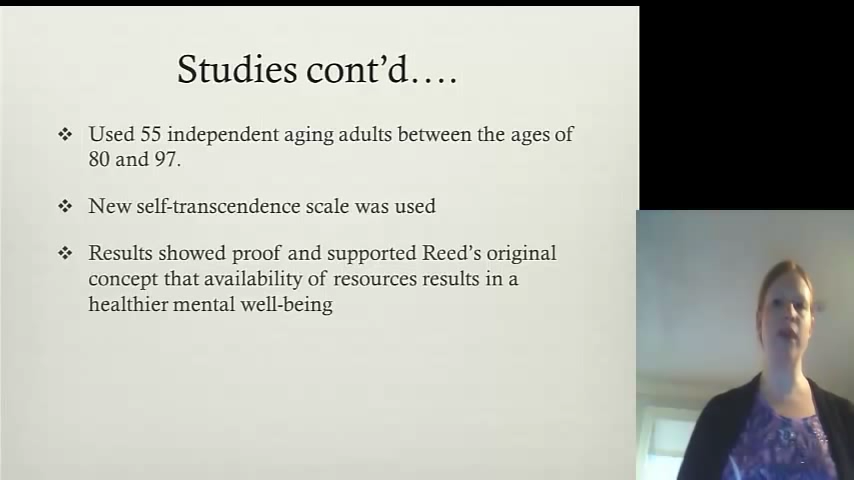 Studies cont’d….
❖ Used 55 independent aging adults between the ages of
80 and 97.
❖ New self-transcendence scale was used
❖ Results showed proof and supported Reed’s original
concept that availability of resources results in a
healthier mental well-being